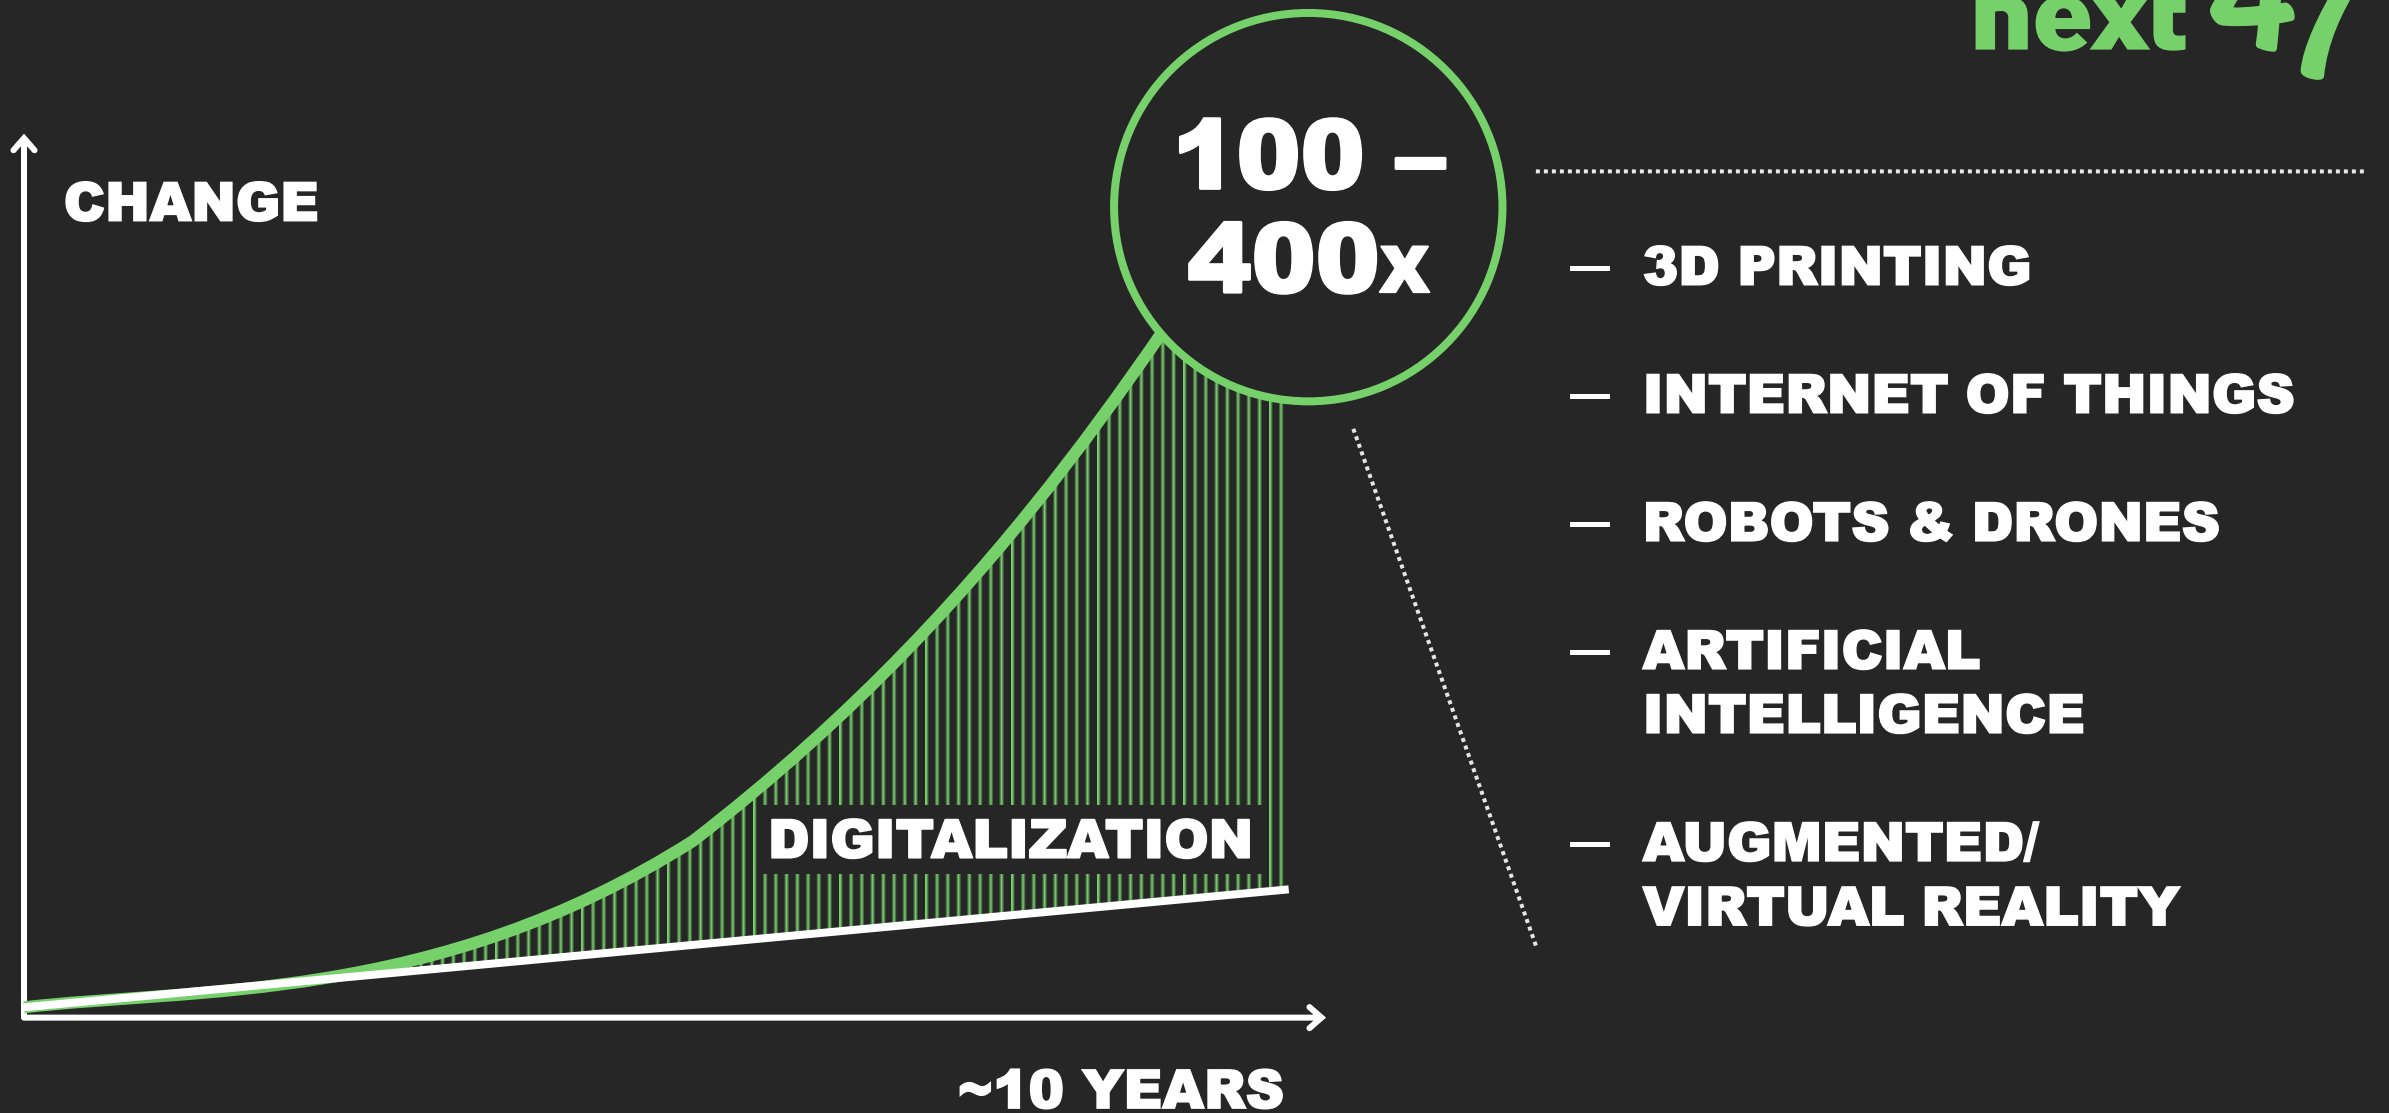 next 47
CHANGE
100 –
400x
— 3D PRINTING
— INTERNET OF THINGS
— ROBOTS & DRONES
— ARTIFICIAL
INTELLIGENCE
— AUGMENTED/
VIRTUAL REALITY
DIGITALIZATION
~10 YEARS